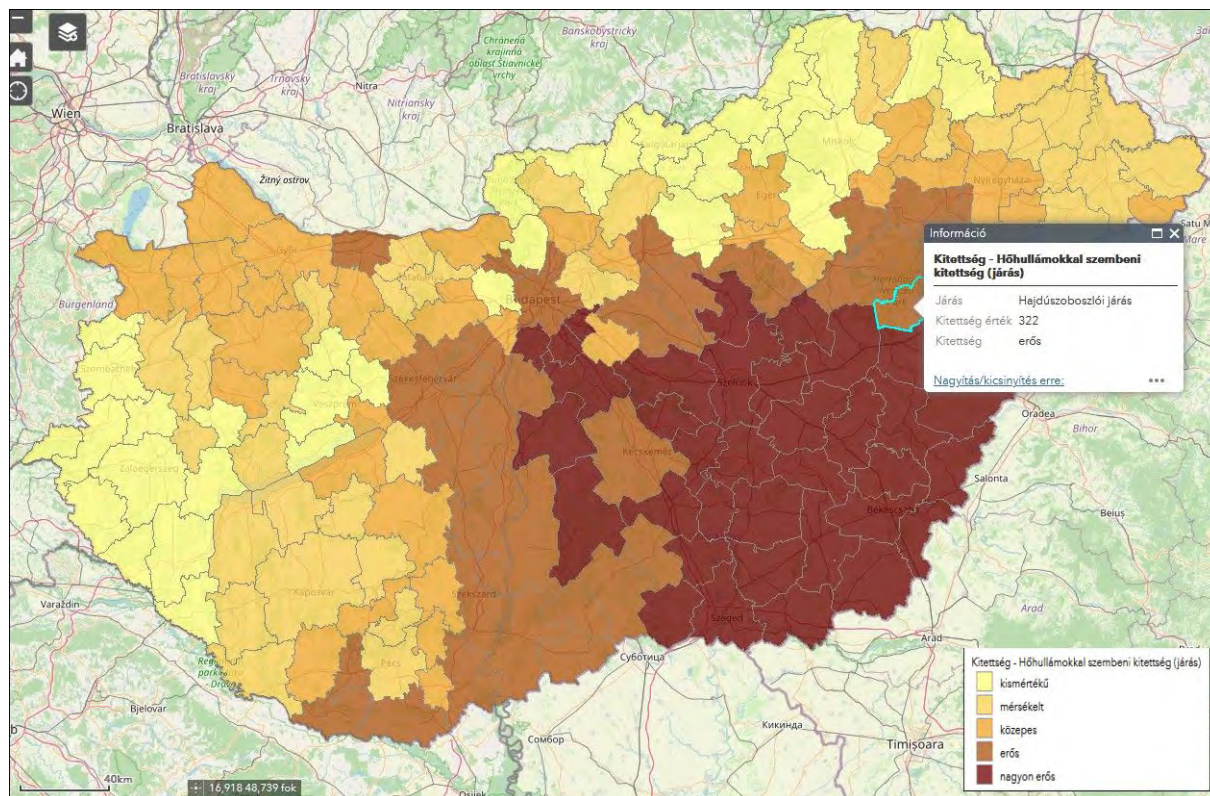 Banskobystrický
kraj
Chránená
krajinná
oblasť Štiavnické
vrchy
Bratislavský
kraj
Trnavský
kraj
Nitra
Nitriansky
kraj
Wien
Bratislava
Žitný ostrov
Salgótarján
Miskolc
Nyíregyháza
Eger
Satu M
Mare
Győr
Tatabánya
Budapest
Burgenland
Szombathely
Székesfehérvár
Veszprém
Szolnok
Zalaegerszeg
Kecskemét
Oradea
Bihor
Salonta
Békéscsaba
Beiuș
Kaposvár
Szekszárd
Varaždin
Pécs
Szeged
Arad
Arad
Суботица
Bjelovar
Сомбор
Кикинда
Timișoara
Osijek
Információ
Kitettség - Hőhullámokkal szembeni
kitettség (járás)
Járás Hajdúszoboszlói járás
Kitettség érték 322
Kitettség erős
Nagyítás/kicsinyítés erre:
Kitettség - Hőhullámokkal szembeni kitettség (járás)
kismértékű
mérsékelt
közepes
erős
nagyon erős
40km
16,918 48,739 fok